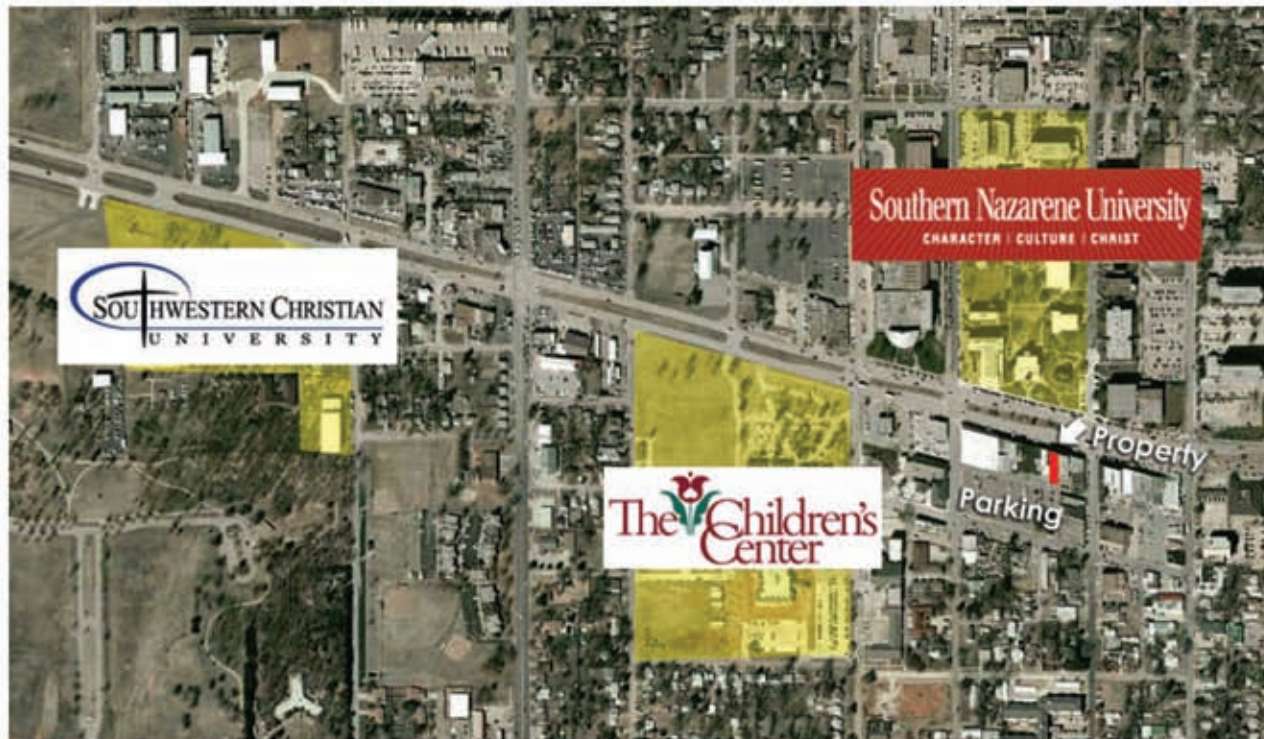 Southern Nazarene University
CHARACTER | CULTURE | CHRIST
SOUTHWESTERN CHRISTIAN
UNIVERSITY
Property
The Children's
Center
Parking